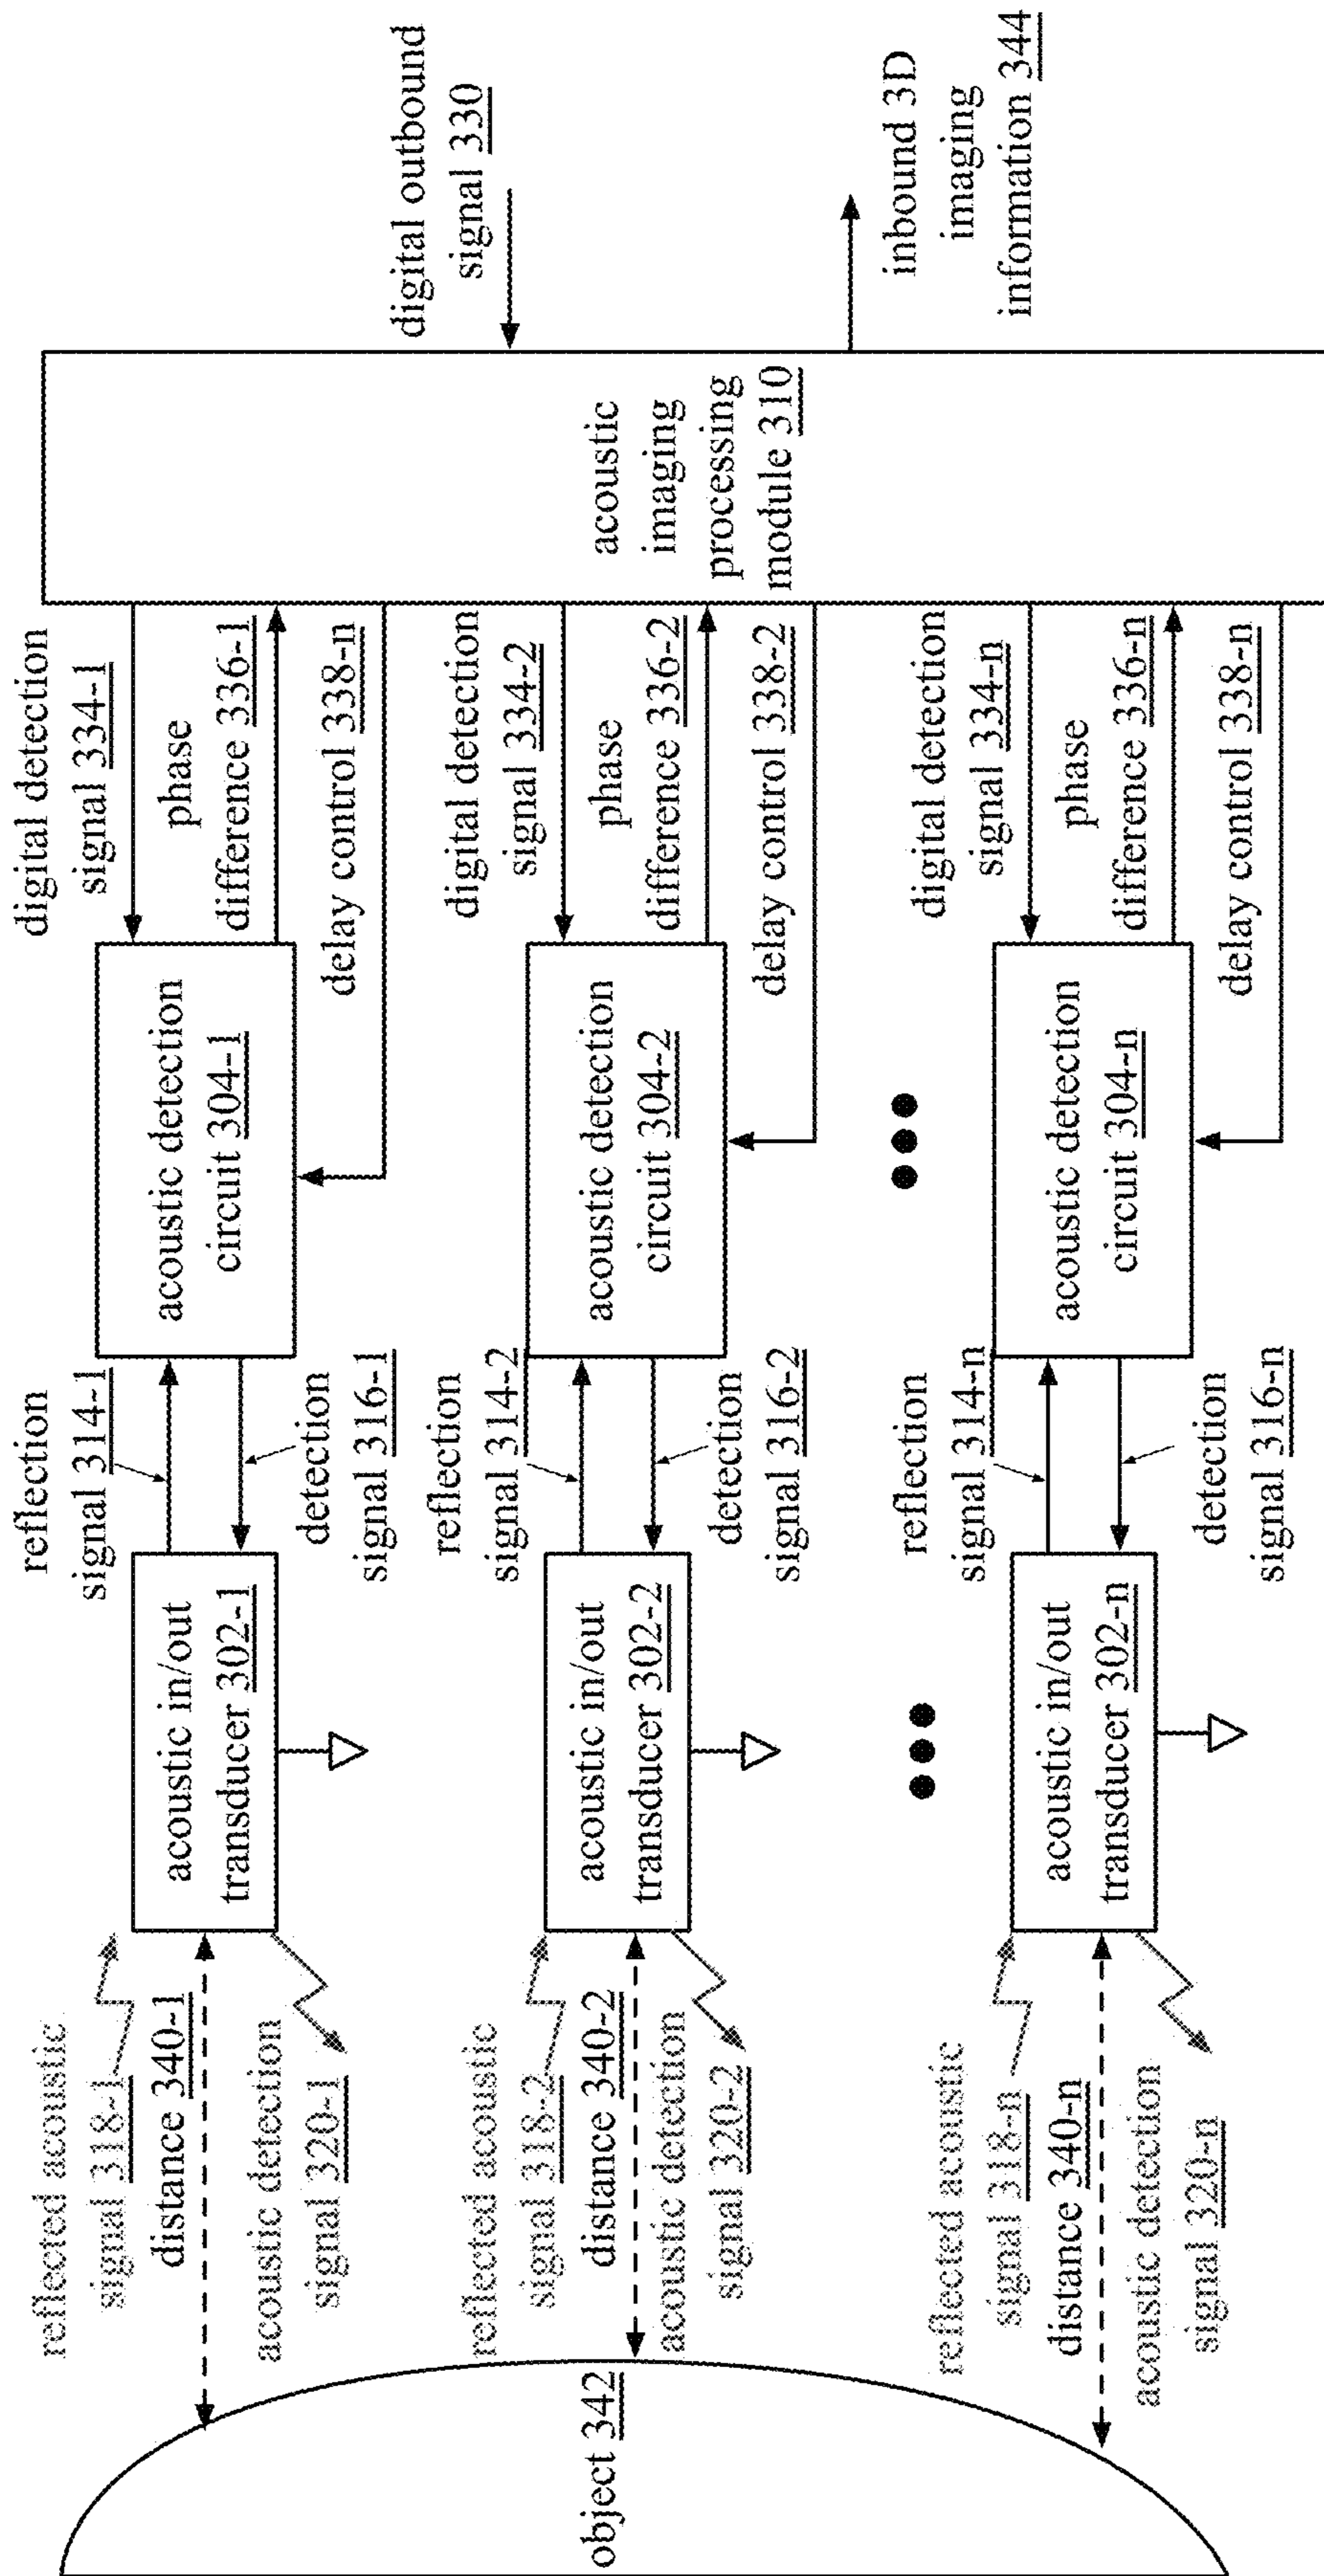 reflected acoustic
signal 318-1
distance 340-1
acoustic detection
signal 320-1
acoustic in/out
transducer 302-1
reflection
signal 314-1
detection
signal 316-1
acoustic detection
circuit 304-1
digital detection
signal 334-1
phase
difference 336-1
delay control 338-n
object 342
reflected acoustic
signal 318-2
distance 340-2
acoustic detection
signal 320-2
acoustic in/out
transducer 302-2
reflection
signal 314-2
detection
signal 316-2
acoustic detection
circuit 304-2
digital detection
signal 334-2
phase
difference 336-2
delay control 338-2
reflected acoustic
signal 318-n
distance 340-n
acoustic detection
signal 320-n
acoustic in/out
transducer 302-n
reflection
signal 314-n
detection
signal 316-n
acoustic detection
circuit 304-n
digital detection
signal 334-n
phase
difference 336-n
delay control 338-n
acoustic
imaging
processing
module 310
digital outbound
signal 330
inbound 3D
imaging
information 344